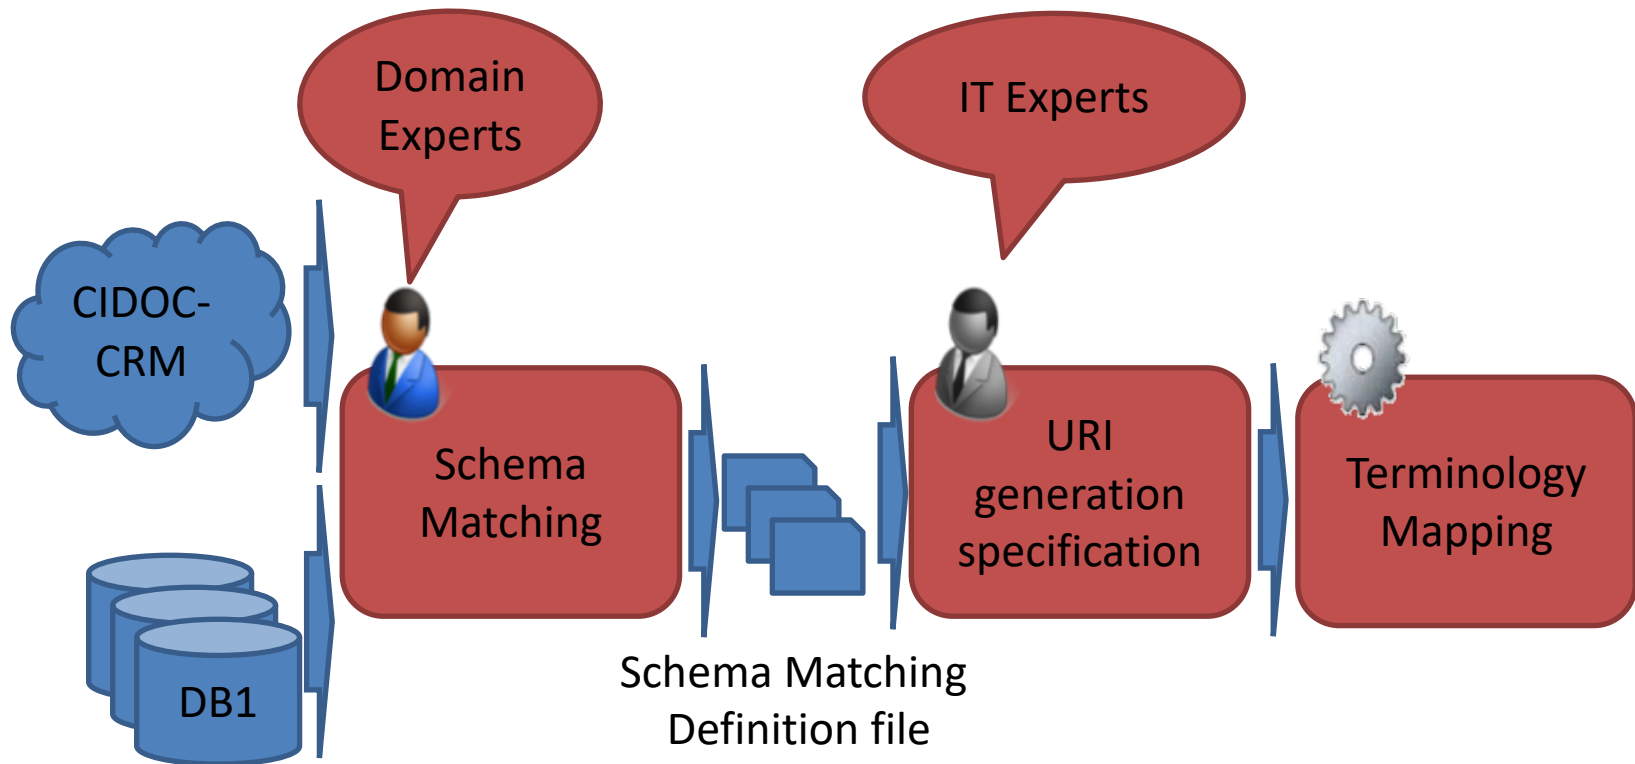 Domain
Experts
IT Experts
CIDOC-
CRM
Schema
Matching
URI
generation
specification
Terminology
Mapping
DB1
Schema Matching
Definition file